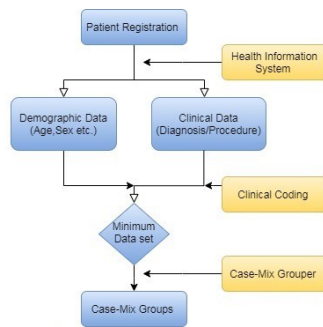 Patient Registration
Health Information
System
Demographic Data
(Age,Sex etc.)
Clinical Data
(Diagnosis/Procedure)
Clinical Coding
Minimum
Data set
Case-Mix Grouper
Case-Mix Groups